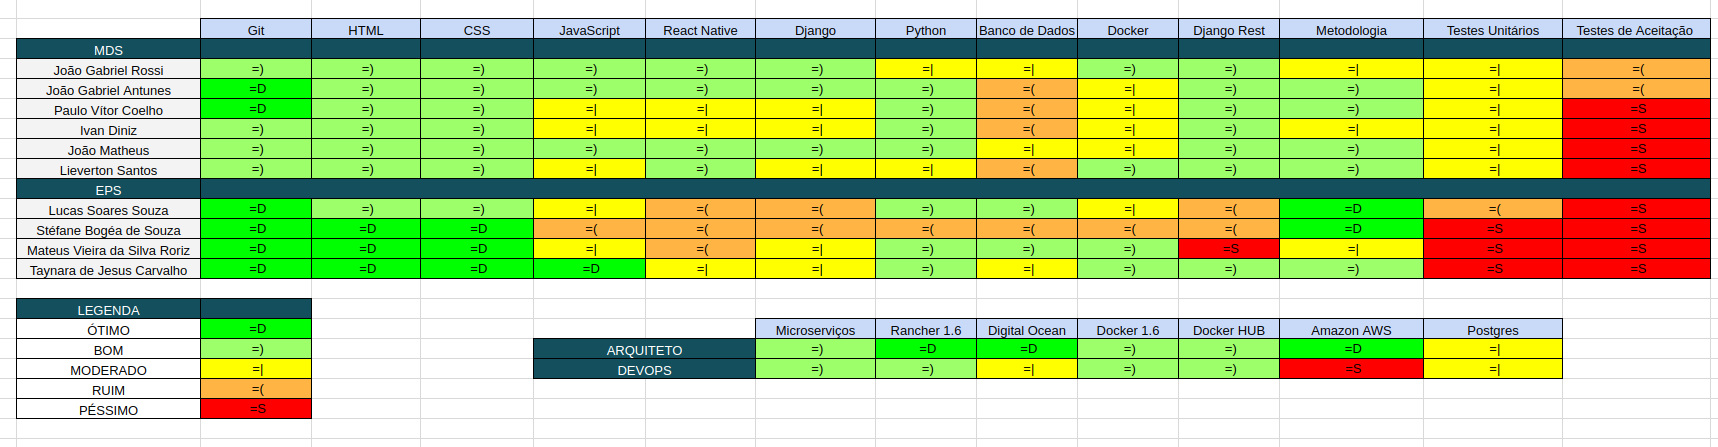 Git HTML CSS JavaScript React Native Django Python Banco de Dados Docker Django Rest Metodologia Testes Unitários Testes de Aceitação
MDS
João Gabriel Rossi =) =) =) =) =) =) =| =| =) =) =| =| =(
João Gabriel Antunes =D =) =) =) =) =) =) =( =| =) =) =| =(
Paulo Vítor Coelho =D =) =) =| =| =| =) =( =| =) =) =| =S
Ivan Diniz =) =) =) =| =| =| =) =( =| =) =| =| =S
João Matheus =) =) =) =) =) =) =) =| =| =) =) =| =S
Lieverton Santos =) =) =) =| =) =| =| =( =) =) =) =| =S
EPS
Lucas Soares Souza =D =) =) =| =( =( =) =) =| =( =D =( =S
Stéfane Bogéa de Souza =D =D =D =( =( =( =( =( =( =( =D =S =S
Mateus Vieira da Silva Roriz =D =D =D =| =( =| =) =) =) =S =| =S =S
Taynara de Jesus Carvalho =D =D =D =D =| =| =) =| =) =) =) =S =S
LEGENDA
ÓTIMO =D
BOM =)
MODERADO =|
RUIM =(
PÉSSIMO =S
Microserviços Rancher 1.6 Digital Ocean Docker 1.6 Docker HUB Amazon AWS Postgres
ARQUITETO =) =D =D =) =) =D =|
DEVOPS =) =) =| =) =) =S =|